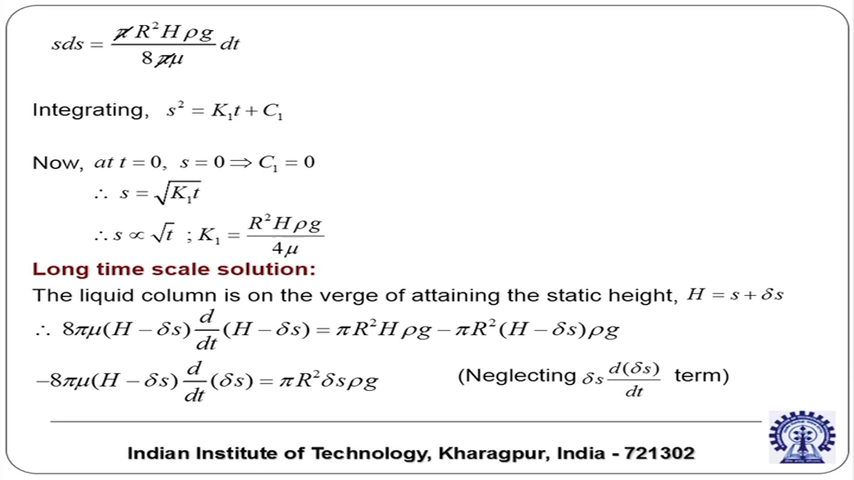 sds = πR²Hρg / 8πμ dt
Integrating, s² = K₁t + C₁
Now, at t = 0, s = 0 ⇒ C₁ = 0
∴ s = √(K₁t)
∴ s ∝ √t ; K₁ = R²Hρg / 4μ
Long time scale solution:
The liquid column is on the verge of attaining the static height, H = s + δs
∴ 8πμ(H − δs) d/dt (H − δs) = πR²Hρg − πR²(H − δs)ρg
−8πμ(H − δs) d/dt (δs) = πR²δsρg (Neglecting δs d(δs)/dt term)
Indian Institute of Technology, Kharagpur, India - 721302